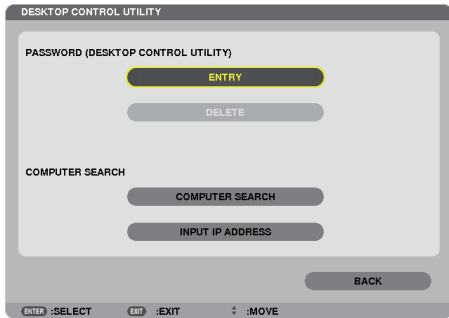 DESKTOP CONTROL UTILITY
PASSWORD (DESKTOP CONTROL UTILITY)
ENTRY
DELETE
COMPUTER SEARCH
COMPUTER SEARCH
INPUT IP ADDRESS
BACK
ENTER :SELECT EXIT :EXIT :MOVE